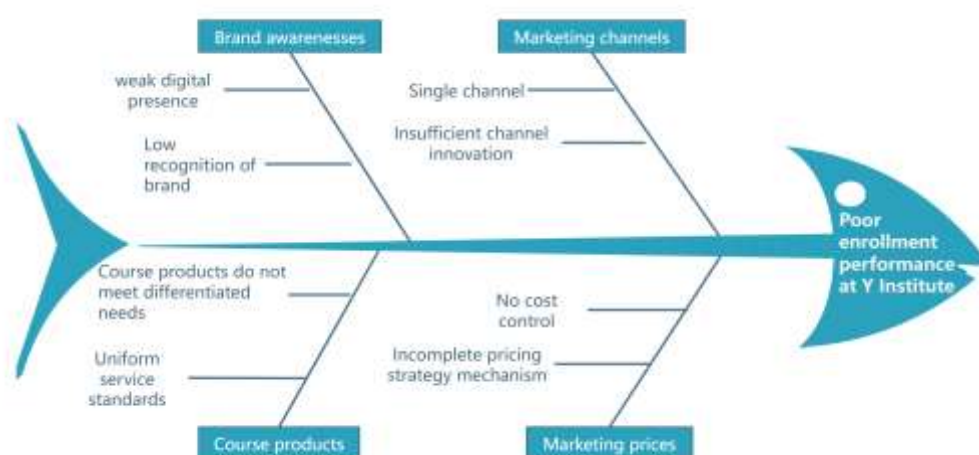 Brand awarenesses
Marketing channels
weak digital
presence
Single channel
Low
recognition of
brand
Insufficient channel
innovation
Poor
enrollment
performance
at Y Institute
Course products do not
meet differentiated
needs
No cost
control
Uniform
service
standards
Incomplete pricing
strategy mechanism
Course products
Marketing prices